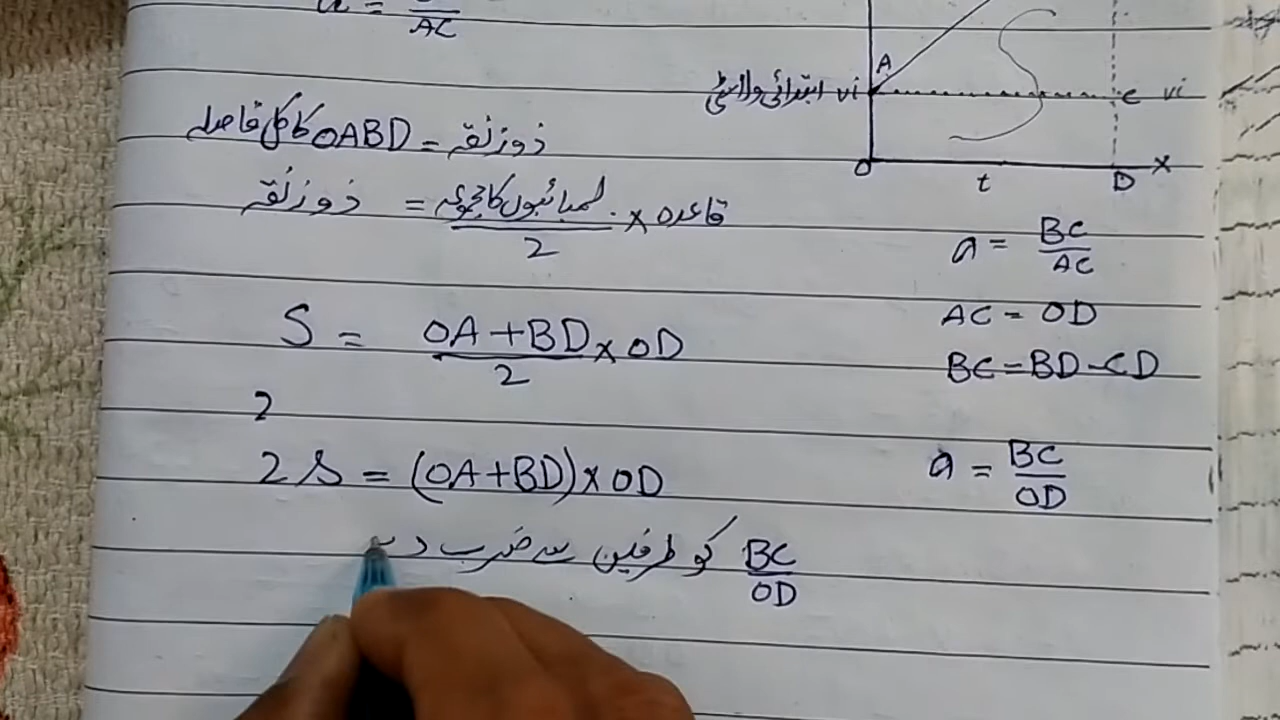 a = /AC
A
ابتدائی ولاسٹی vi
C vi
O t D X
ذوزنقہ = OABD کا کل فاصلہ
ذوزنقہ = لمبائیوں کا مجموعہ/2 × قاعدہ
a = BC/AC
S = OA+BD/2 × OD
AC = OD
BC = BD-CD
2
2S = (OA+BD)×OD
a = BC/OD
BC/OD کو طرفین سے ضرب د